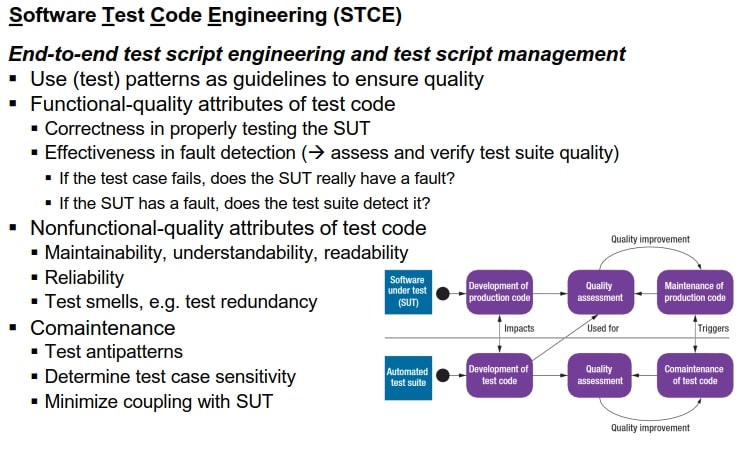 Software Test Code Engineering (STCE)
End-to-end test script engineering and test script management
▪ Use (test) patterns as guidelines to ensure quality
▪ Functional-quality attributes of test code
▪ Correctness in properly testing the SUT
▪ Effectiveness in fault detection (→ assess and verify test suite quality)
▪ If the test case fails, does the SUT really have a fault?
▪ If the SUT has a fault, does the test suite detect it?
▪ Nonfunctional-quality attributes of test code
▪ Maintainability, understandability, readability
▪ Reliability
▪ Test smells, e.g. test redundancy
▪ Comaintenance
▪ Test antipatterns
▪ Determine test case sensitivity
▪ Minimize coupling with SUT
Quality improvement
Software
under test
(SUT)
Development of
production code
Quality
assessment
Maintenance of
production code
Impacts
Used for
Triggers
Automated
test suite
Development of
test code
Quality
assessment
Comaintenance
of test code
Quality improvement